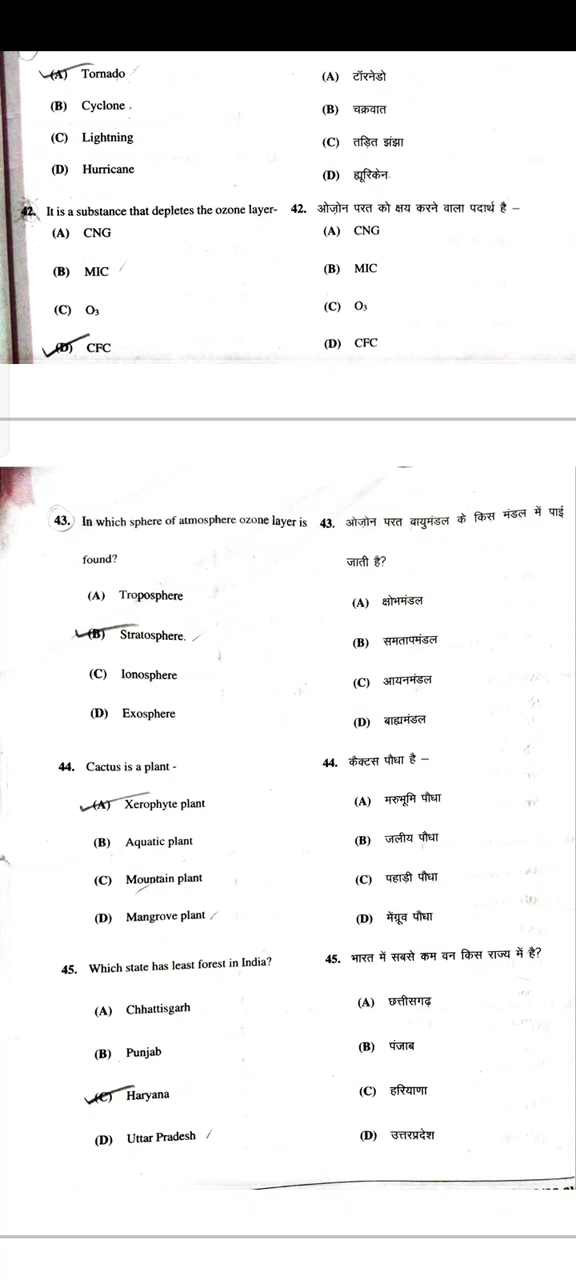 (A) Tornado
(B) Cyclone .
(C) Lightning
(D) Hurricane
(A) टॉरनेडो
(B) चक्रवात
(C) तड़ित झंझा
(D) ह्यूरिकेन
42. It is a substance that depletes the ozone layer-
(A) CNG
(B) MIC
(C) O₃
(D) CFC
42. ओज़ोन परत को क्षय करने वाला पदार्थ है –
(A) CNG
(B) MIC
(C) O₃
(D) CFC
43. In which sphere of atmosphere ozone layer is
found?
(A) Troposphere
(B) Stratosphere.
(C) Ionosphere
(D) Exosphere
43. ओज़ोन परत वायुमंडल के किस मंडल में पाई
जाती है?
(A) क्षोभमंडल
(B) समतापमंडल
(C) आयनमंडल
(D) बाह्यमंडल
44. Cactus is a plant -
(A) Xerophyte plant
(B) Aquatic plant
(C) Mountain plant
(D) Mangrove plant
44. कैक्टस पौधा है –
(A) मरुभूमि पौधा
(B) जलीय पौधा
(C) पहाड़ी पौधा
(D) मेंग्रूव पौधा
45. Which state has least forest in India?
(A) Chhattisgarh
(B) Punjab
(C) Haryana
(D) Uttar Pradesh
45. भारत में सबसे कम वन किस राज्य में है?
(A) छत्तीसगढ़
(B) पंजाब
(C) हरियाणा
(D) उत्तरप्रदेश